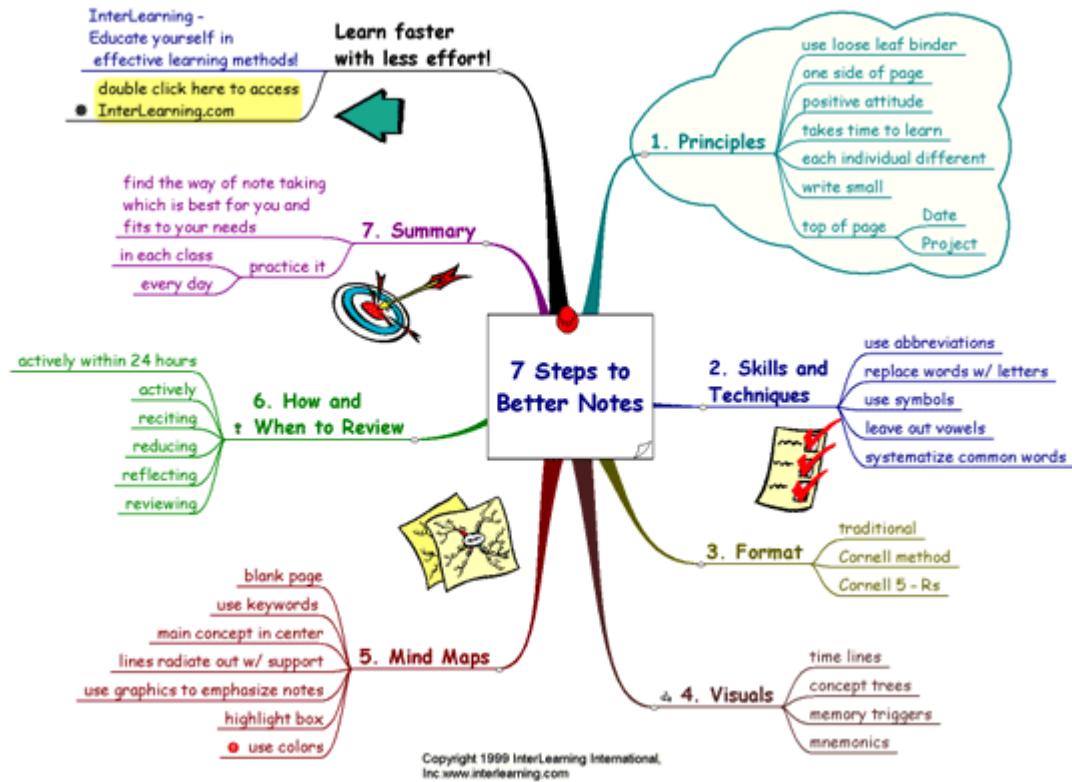 InterLearning -
Educate yourself in
effective learning methods!
double click here to access
InterLearning.com
Learn faster
with less effort!
7 Steps to
Better Notes
1. Principles
use loose leaf binder
one side of page
positive attitude
takes time to learn
each individual different
write small
top of page
Date
Project
2. Skills and
Techniques
use abbreviations
replace words w/ letters
use symbols
leave out vowels
systematize common words
3. Format
traditional
Cornell method
Cornell 5 - Rs
4. Visuals
time lines
concept trees
memory triggers
mnemonics
5. Mind Maps
blank page
use keywords
main concept in center
lines radiate out w/ support
use graphics to emphasize notes
highlight box
use colors
6. How and
When to Review
actively within 24 hours
actively
reciting
reducing
reflecting
reviewing
7. Summary
find the way of note taking
which is best for you and
fits to your needs
practice it
in each class
every day
Copyright 1999 InterLearning International,
Inc.www.interlearning.com